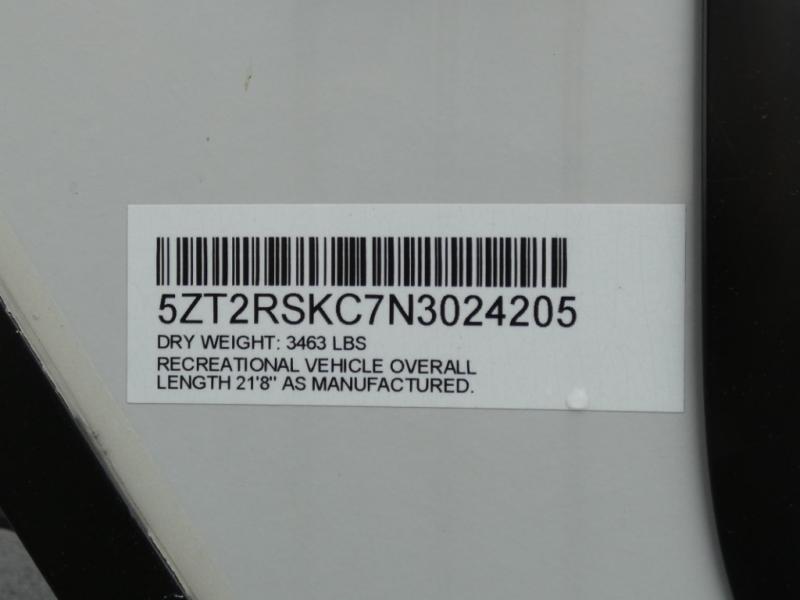 5ZT2RSKC7N3024205
DRY WEIGHT: 3463 LBS
RECREATIONAL VEHICLE OVERALL
LENGTH 21'8" AS MANUFACTURED.